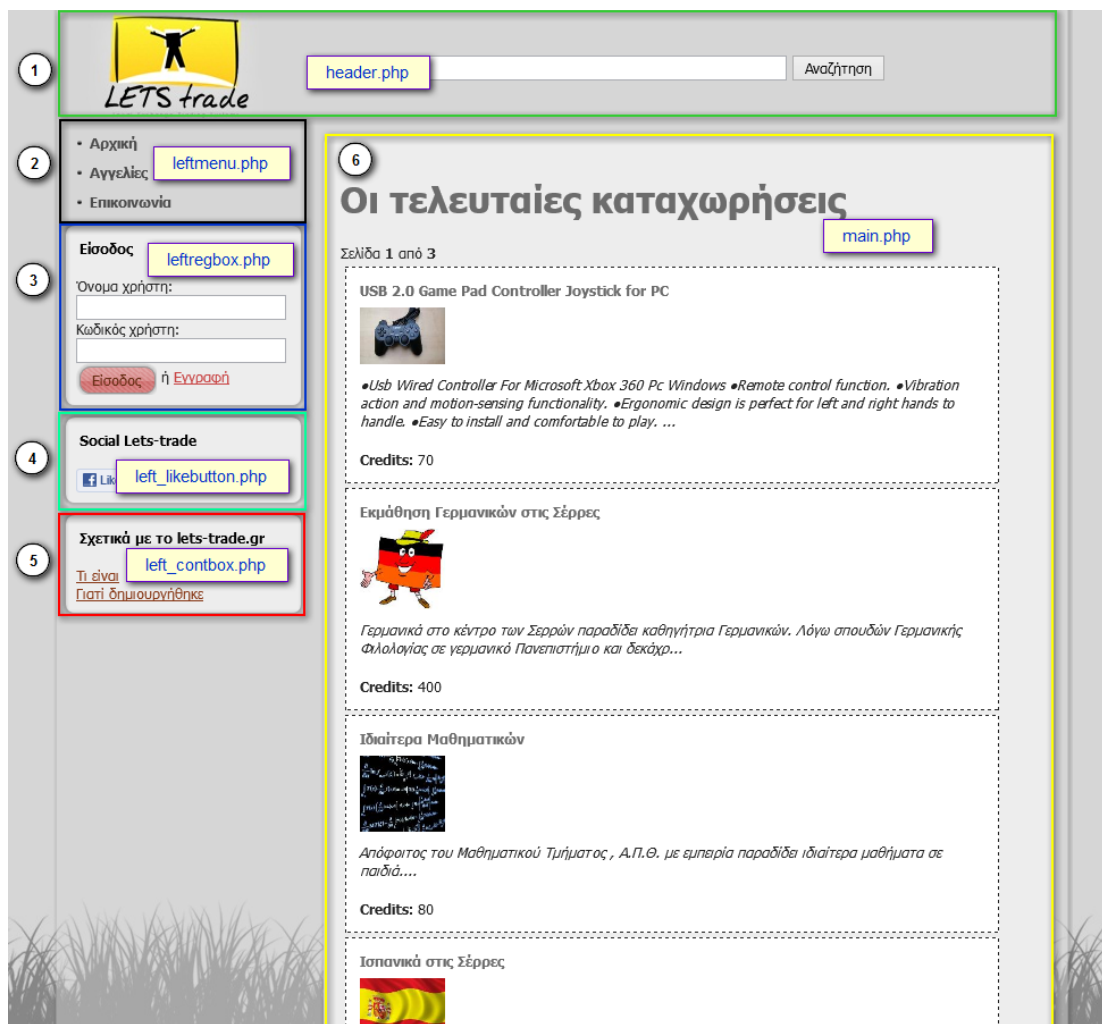 1
LETS trade
header.php
Αναζήτηση
2
• Αρχική
• Αγγελίες
• Επικοινωνία
leftmenu.php
3
Είσοδος
leftregbox.php
Όνομα χρήστη:
Κωδικός χρήστη:
Είσοδος ή Εγγραφή
4
Social Lets-trade
left_likebutton.php
5
Σχετικά με το lets-trade.gr
left_contbox.php
Τι είναι
Γιατί δημιουργήθηκε
6
Οι τελευταίες καταχωρήσεις
main.php
Σελίδα 1 από 3
USB 2.0 Game Pad Controller Joystick for PC
●Usb Wired Controller For Microsoft Xbox 360 Pc Windows ●Remote control function. ●Vibration
action and motion-sensing functionality. ●Ergonomic design is perfect for left and right hands to
handle. ●Easy to install and comfortable to play. ...
Credits: 70
Εκμάθηση Γερμανικών στις Σέρρες
Γερμανικά στο κέντρο των Σερρών παραδίδει καθηγήτρια Γερμανικών. Λόγω σπουδών Γερμανικής
Φιλολογίας σε γερμανικό Πανεπιστήμιο και δεκάχρ...
Credits: 400
Ιδιαίτερα Μαθηματικών
Απόφοιτος του Μαθηματικού Τμήματος , Α.Π.Θ. με εμπειρία παραδίδει ιδιαίτερα μαθήματα σε
παιδιά....
Credits: 80
Ισπανικά στις Σέρρες